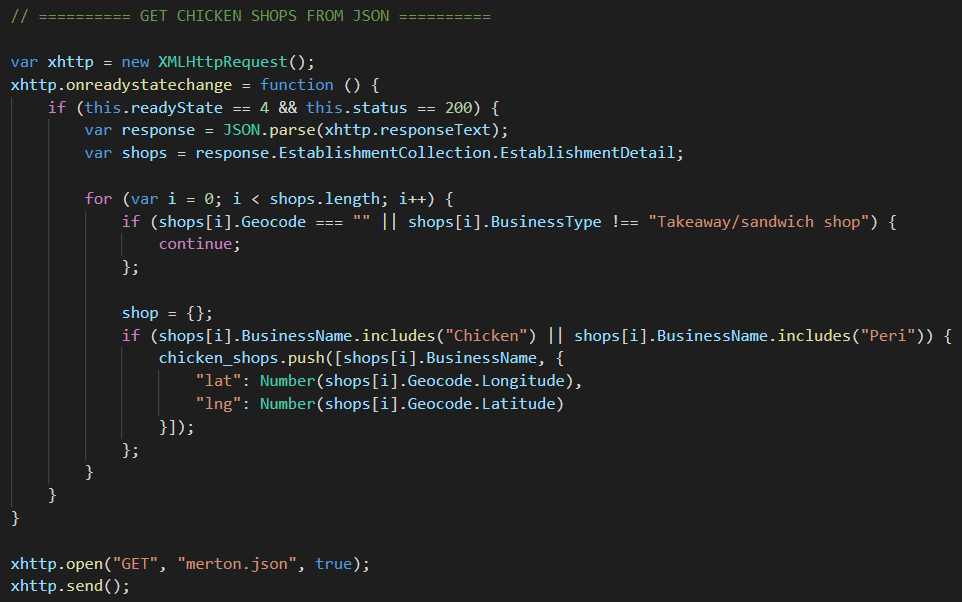 // ========== GET CHICKEN SHOPS FROM JSON ==========
var xhttp = new XMLHttpRequest();
xhttp.onreadystatechange = function () {
    if (this.readyState == 4 && this.status == 200) {
        var response = JSON.parse(xhttp.responseText);
        var shops = response.EstablishmentCollection.EstablishmentDetail;
        for (var i = 0; i < shops.length; i++) {
            if (shops[i].Geocode === "" || shops[i].BusinessType !== "Takeaway/sandwich shop") {
                continue;
            };
            shop = {};
            if (shops[i].BusinessName.includes("Chicken") || shops[i].BusinessName.includes("Peri")) {
                chicken_shops.push([shops[i].BusinessName, {
                    "lat": Number(shops[i].Geocode.Longitude),
                    "lng": Number(shops[i].Geocode.Latitude)
                }]);
            };
        }
    }
}
xhttp.open("GET", "merton.json", true);
xhttp.send();